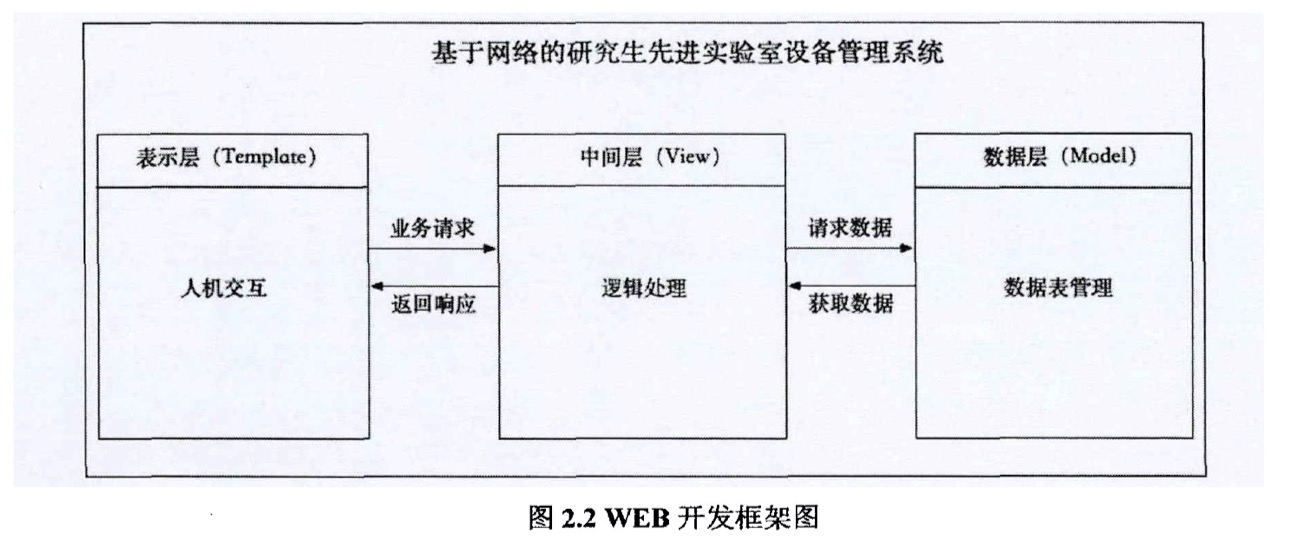 基于网络的研究生先进实验室设备管理系统
表示层（Template）
中间层（View）
数据层（Model）
业务请求
请求数据
人机交互
逻辑处理
数据表管理
返回响应
获取数据
图 2.2 WEB 开发框架图